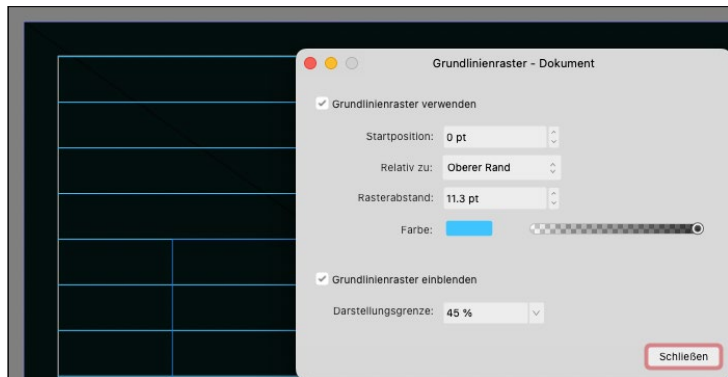 Grundlinienraster - Dokument
Grundlinienraster verwenden
Startposition: 0 pt
Relativ zu: Oberer Rand
Rasterabstand: 11.3 pt
Farbe:
Grundlinienraster einblenden
Darstellungsgrenze: 45 %
Schließen